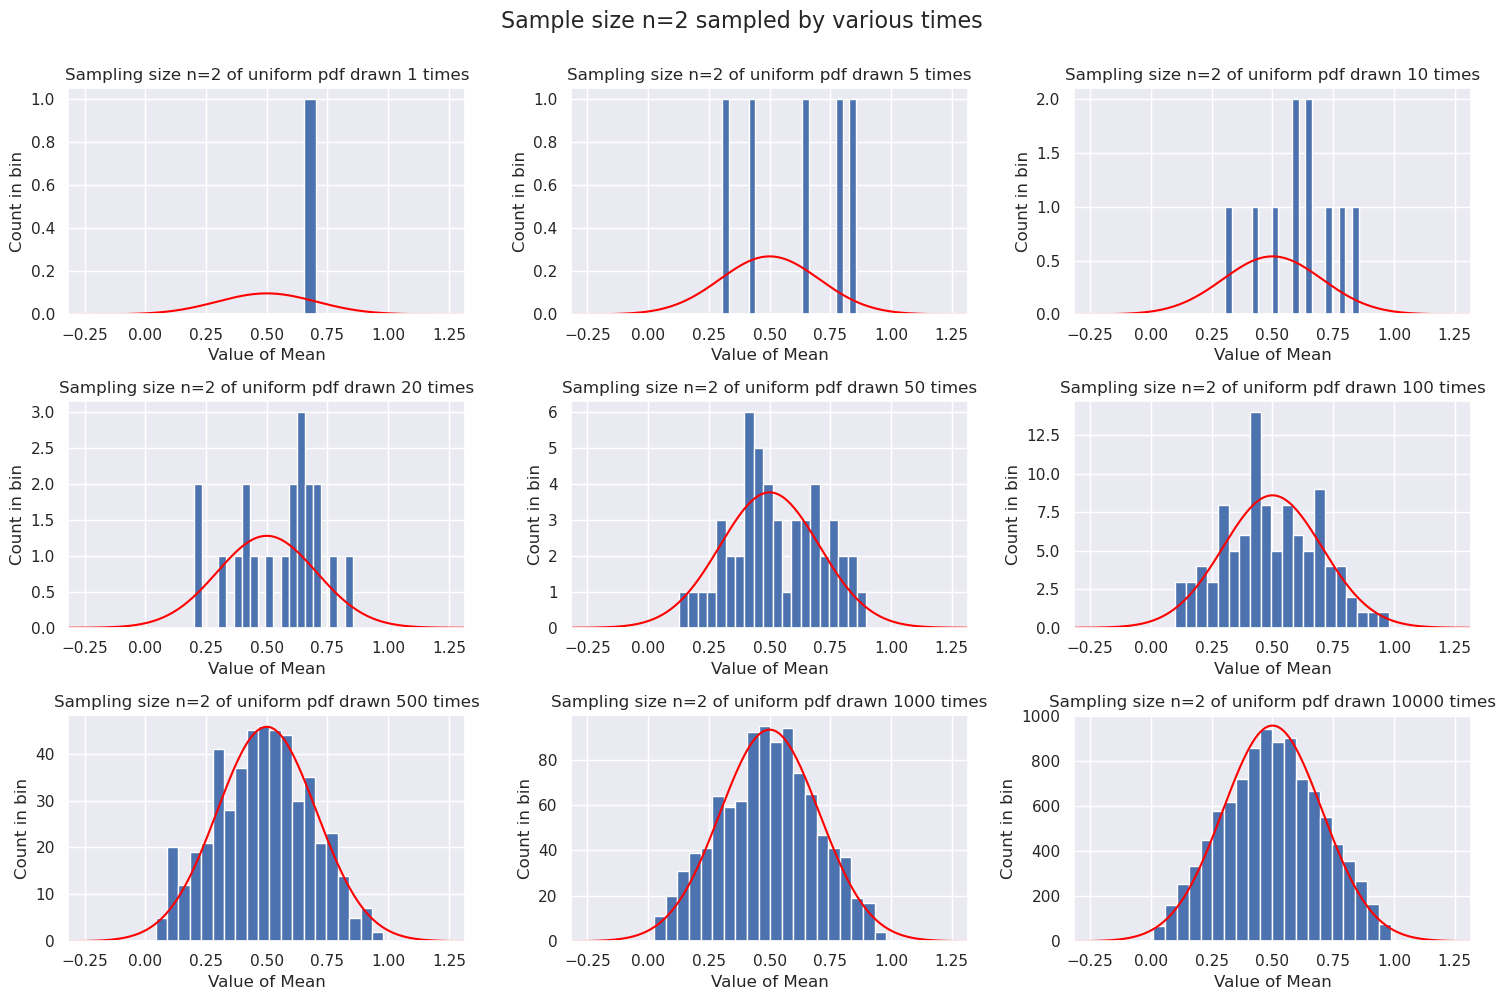 Sample size n=2 sampled by various times
Sampling size n=2 of uniform pdf drawn 1 times
1.0
0.8
0.6
0.4
0.2
0.0
Count in bin
−0.25 0.00 0.25 0.50 0.75 1.00 1.25
Value of Mean
Sampling size n=2 of uniform pdf drawn 5 times
1.0
0.8
0.6
0.4
0.2
0.0
Count in bin
−0.25 0.00 0.25 0.50 0.75 1.00 1.25
Value of Mean
Sampling size n=2 of uniform pdf drawn 10 times
2.0
1.5
1.0
0.5
0.0
Count in bin
−0.25 0.00 0.25 0.50 0.75 1.00 1.25
Value of Mean
Sampling size n=2 of uniform pdf drawn 20 times
3.0
2.5
2.0
1.5
1.0
0.5
0.0
Count in bin
−0.25 0.00 0.25 0.50 0.75 1.00 1.25
Value of Mean
Sampling size n=2 of uniform pdf drawn 50 times
6
5
4
3
2
1
0
Count in bin
−0.25 0.00 0.25 0.50 0.75 1.00 1.25
Value of Mean
Sampling size n=2 of uniform pdf drawn 100 times
12.5
10.0
7.5
5.0
2.5
0.0
Count in bin
−0.25 0.00 0.25 0.50 0.75 1.00 1.25
Value of Mean
Sampling size n=2 of uniform pdf drawn 500 times
40
30
20
10
0
Count in bin
−0.25 0.00 0.25 0.50 0.75 1.00 1.25
Value of Mean
Sampling size n=2 of uniform pdf drawn 1000 times
80
60
40
20
0
Count in bin
−0.25 0.00 0.25 0.50 0.75 1.00 1.25
Value of Mean
Sampling size n=2 of uniform pdf drawn 10000 times
1000
800
600
400
200
0
Count in bin
−0.25 0.00 0.25 0.50 0.75 1.00 1.25
Value of Mean